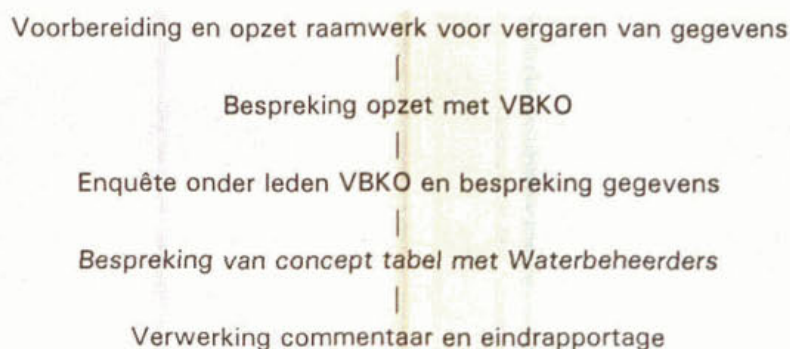 Voorbereiding en opzet raamwerk voor vergaren van gegevens
|
Bespreking opzet met VBKO
|
Enquête onder leden VBKO en bespreking gegevens
|
Bespreking van concept tabel met Waterbeheerders
|
Verwerking commentaar en eindrapportage